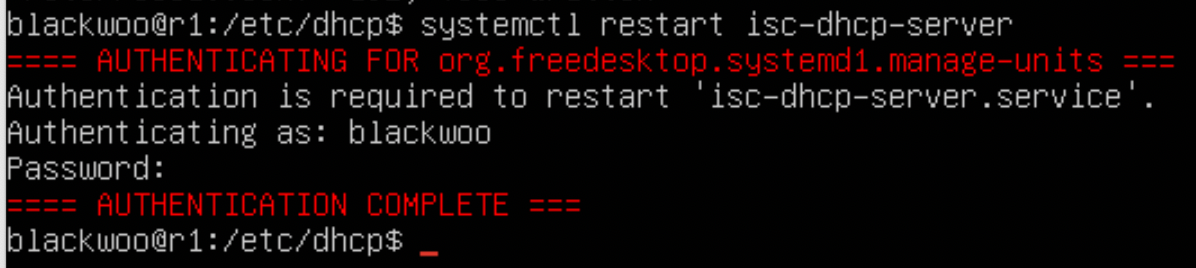 blackwoo@r1:/etc/dhcp$ systemctl restart isc-dhcp-server
==== AUTHENTICATING FOR org.freedesktop.systemd1.manage-units ===
Authentication is required to restart 'isc-dhcp-server.service'.
Authenticating as: blackwoo
Password:
==== AUTHENTICATION COMPLETE ===
blackwoo@r1:/etc/dhcp$ _